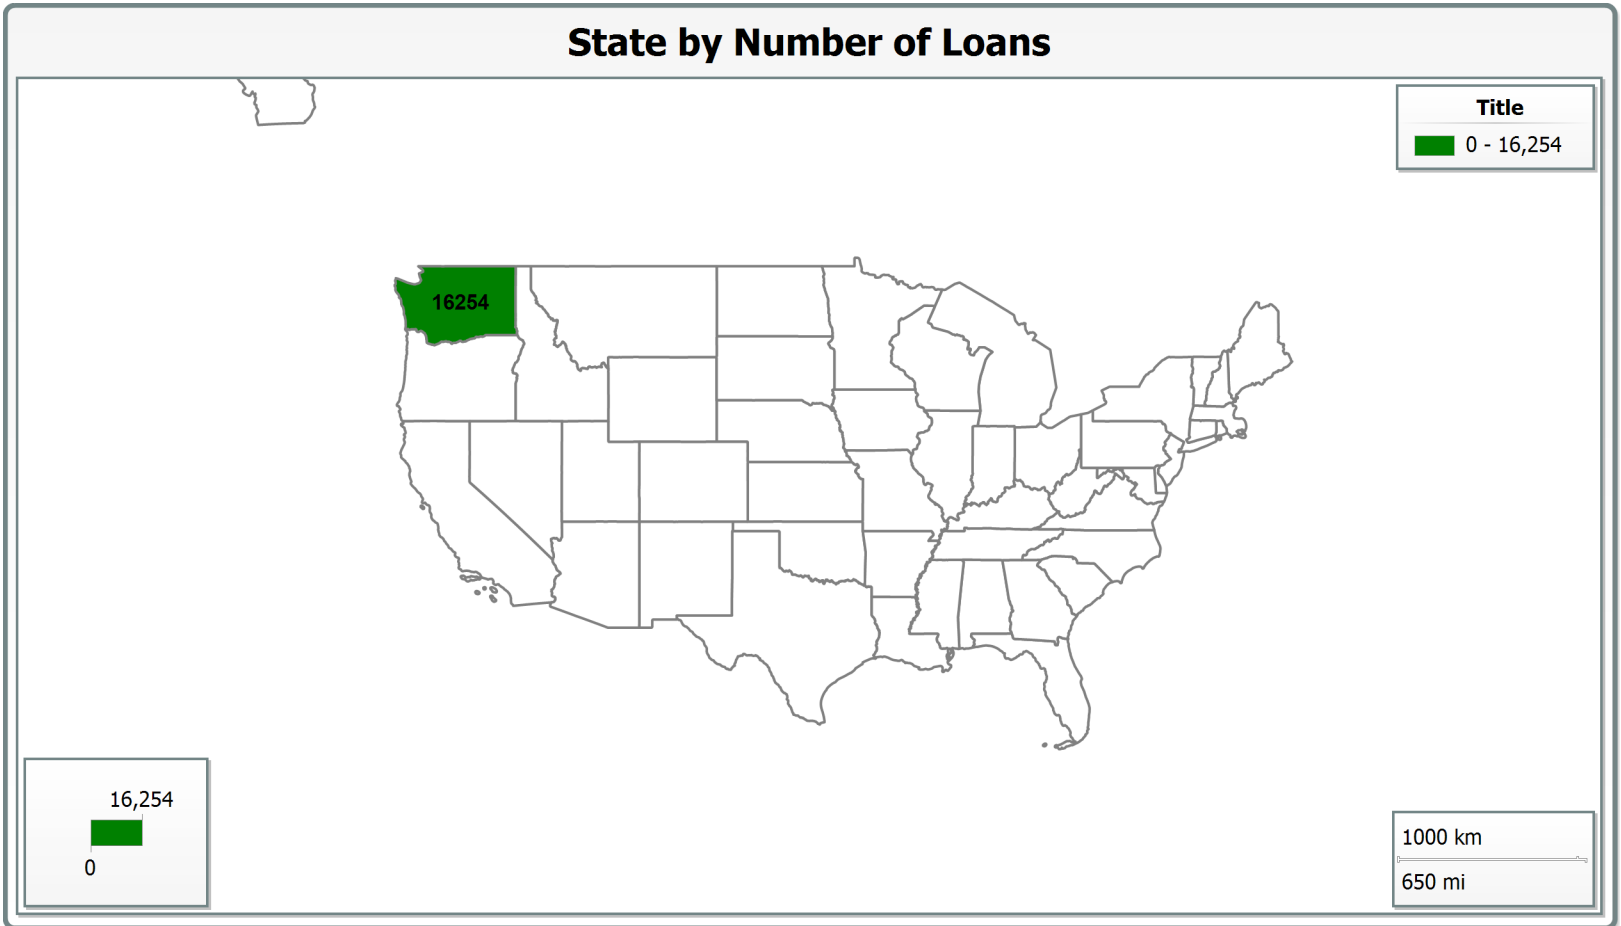 State by Number of Loans
Title
0 - 16,254
16254
16,254
0
1000 km
650 mi